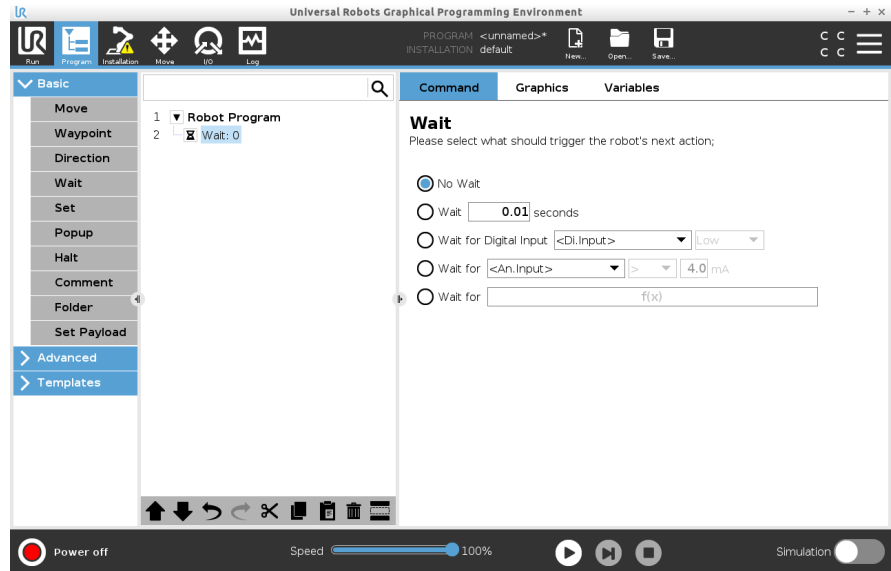 Universal Robots Graphical Programming Environment
PROGRAM <unnamed>*
INSTALLATION default
Run Program Installation Move I/O Log New... Open... Save...
C C
C C
Basic
Move
Waypoint
Direction
Wait
Set
Popup
Halt
Comment
Folder
Set Payload
Advanced
Templates
1 Robot Program
2 Wait: 0
Command Graphics Variables
Wait
Please select what should trigger the robot's next action;
No Wait
Wait 0.01 seconds
Wait for Digital Input <Di.Input> Low
Wait for <An.Input> > 4.0 mA
Wait for f(x)
Power off
Speed 100%
Simulation